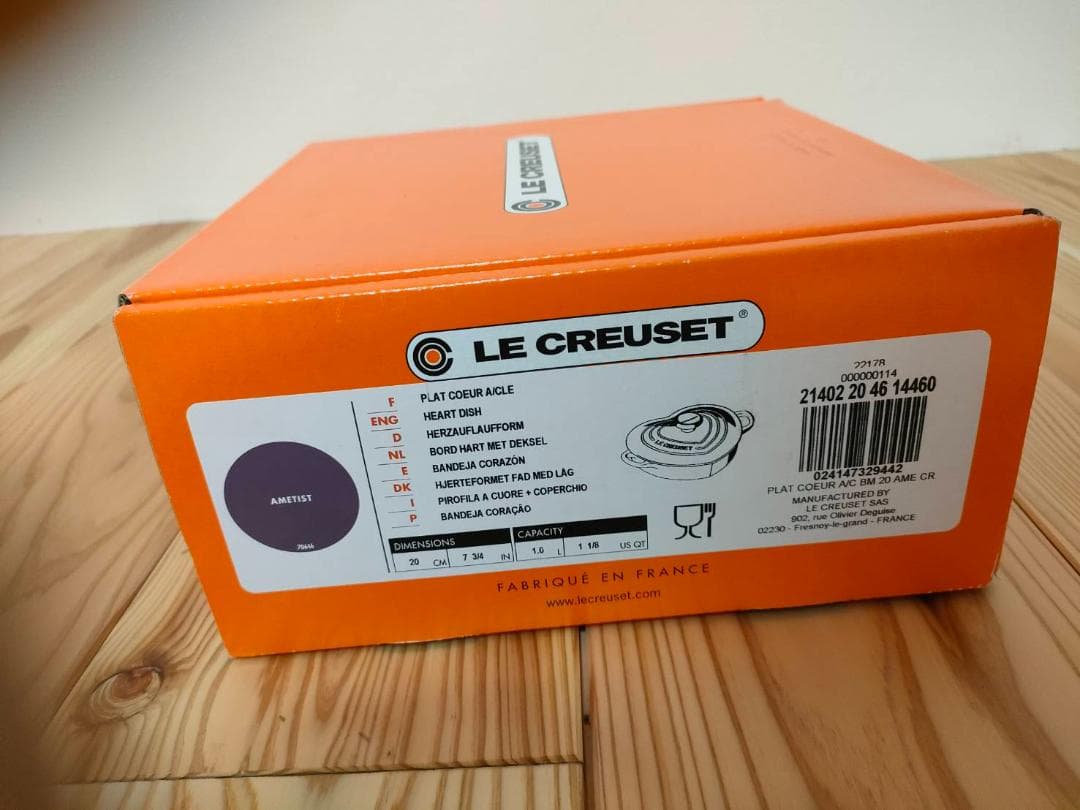 LE CREUSET
LE CREUSET®
F PLAT COEUR A/CLE
ENG HEART DISH
D HERZAUFLAUFFORM
NL BORD HART MET DEKSEL
E BANDEJA CORAZÓN
DK HJERTEFORMET FAD MED LÅG
I PIROFILA A CUORE + COPERCHIO
P BANDEJA CORAÇÃO
AMETIST
DIMENSIONS CAPACITY
20 CM 7 3/4 IN 1.0 L 1 1/8 US QT
LE CREUSET
22178
000000114
21402 20 46 14460
024147329442
PLAT COEUR A/C BM 20 AME CR
MANUFACTURED BY
LE CREUSET SAS
902, rue Olivier Deguise
02230 - Fresnoy-le-grand - FRANCE
FABRIQUÉ EN FRANCE
www.lecreuset.com